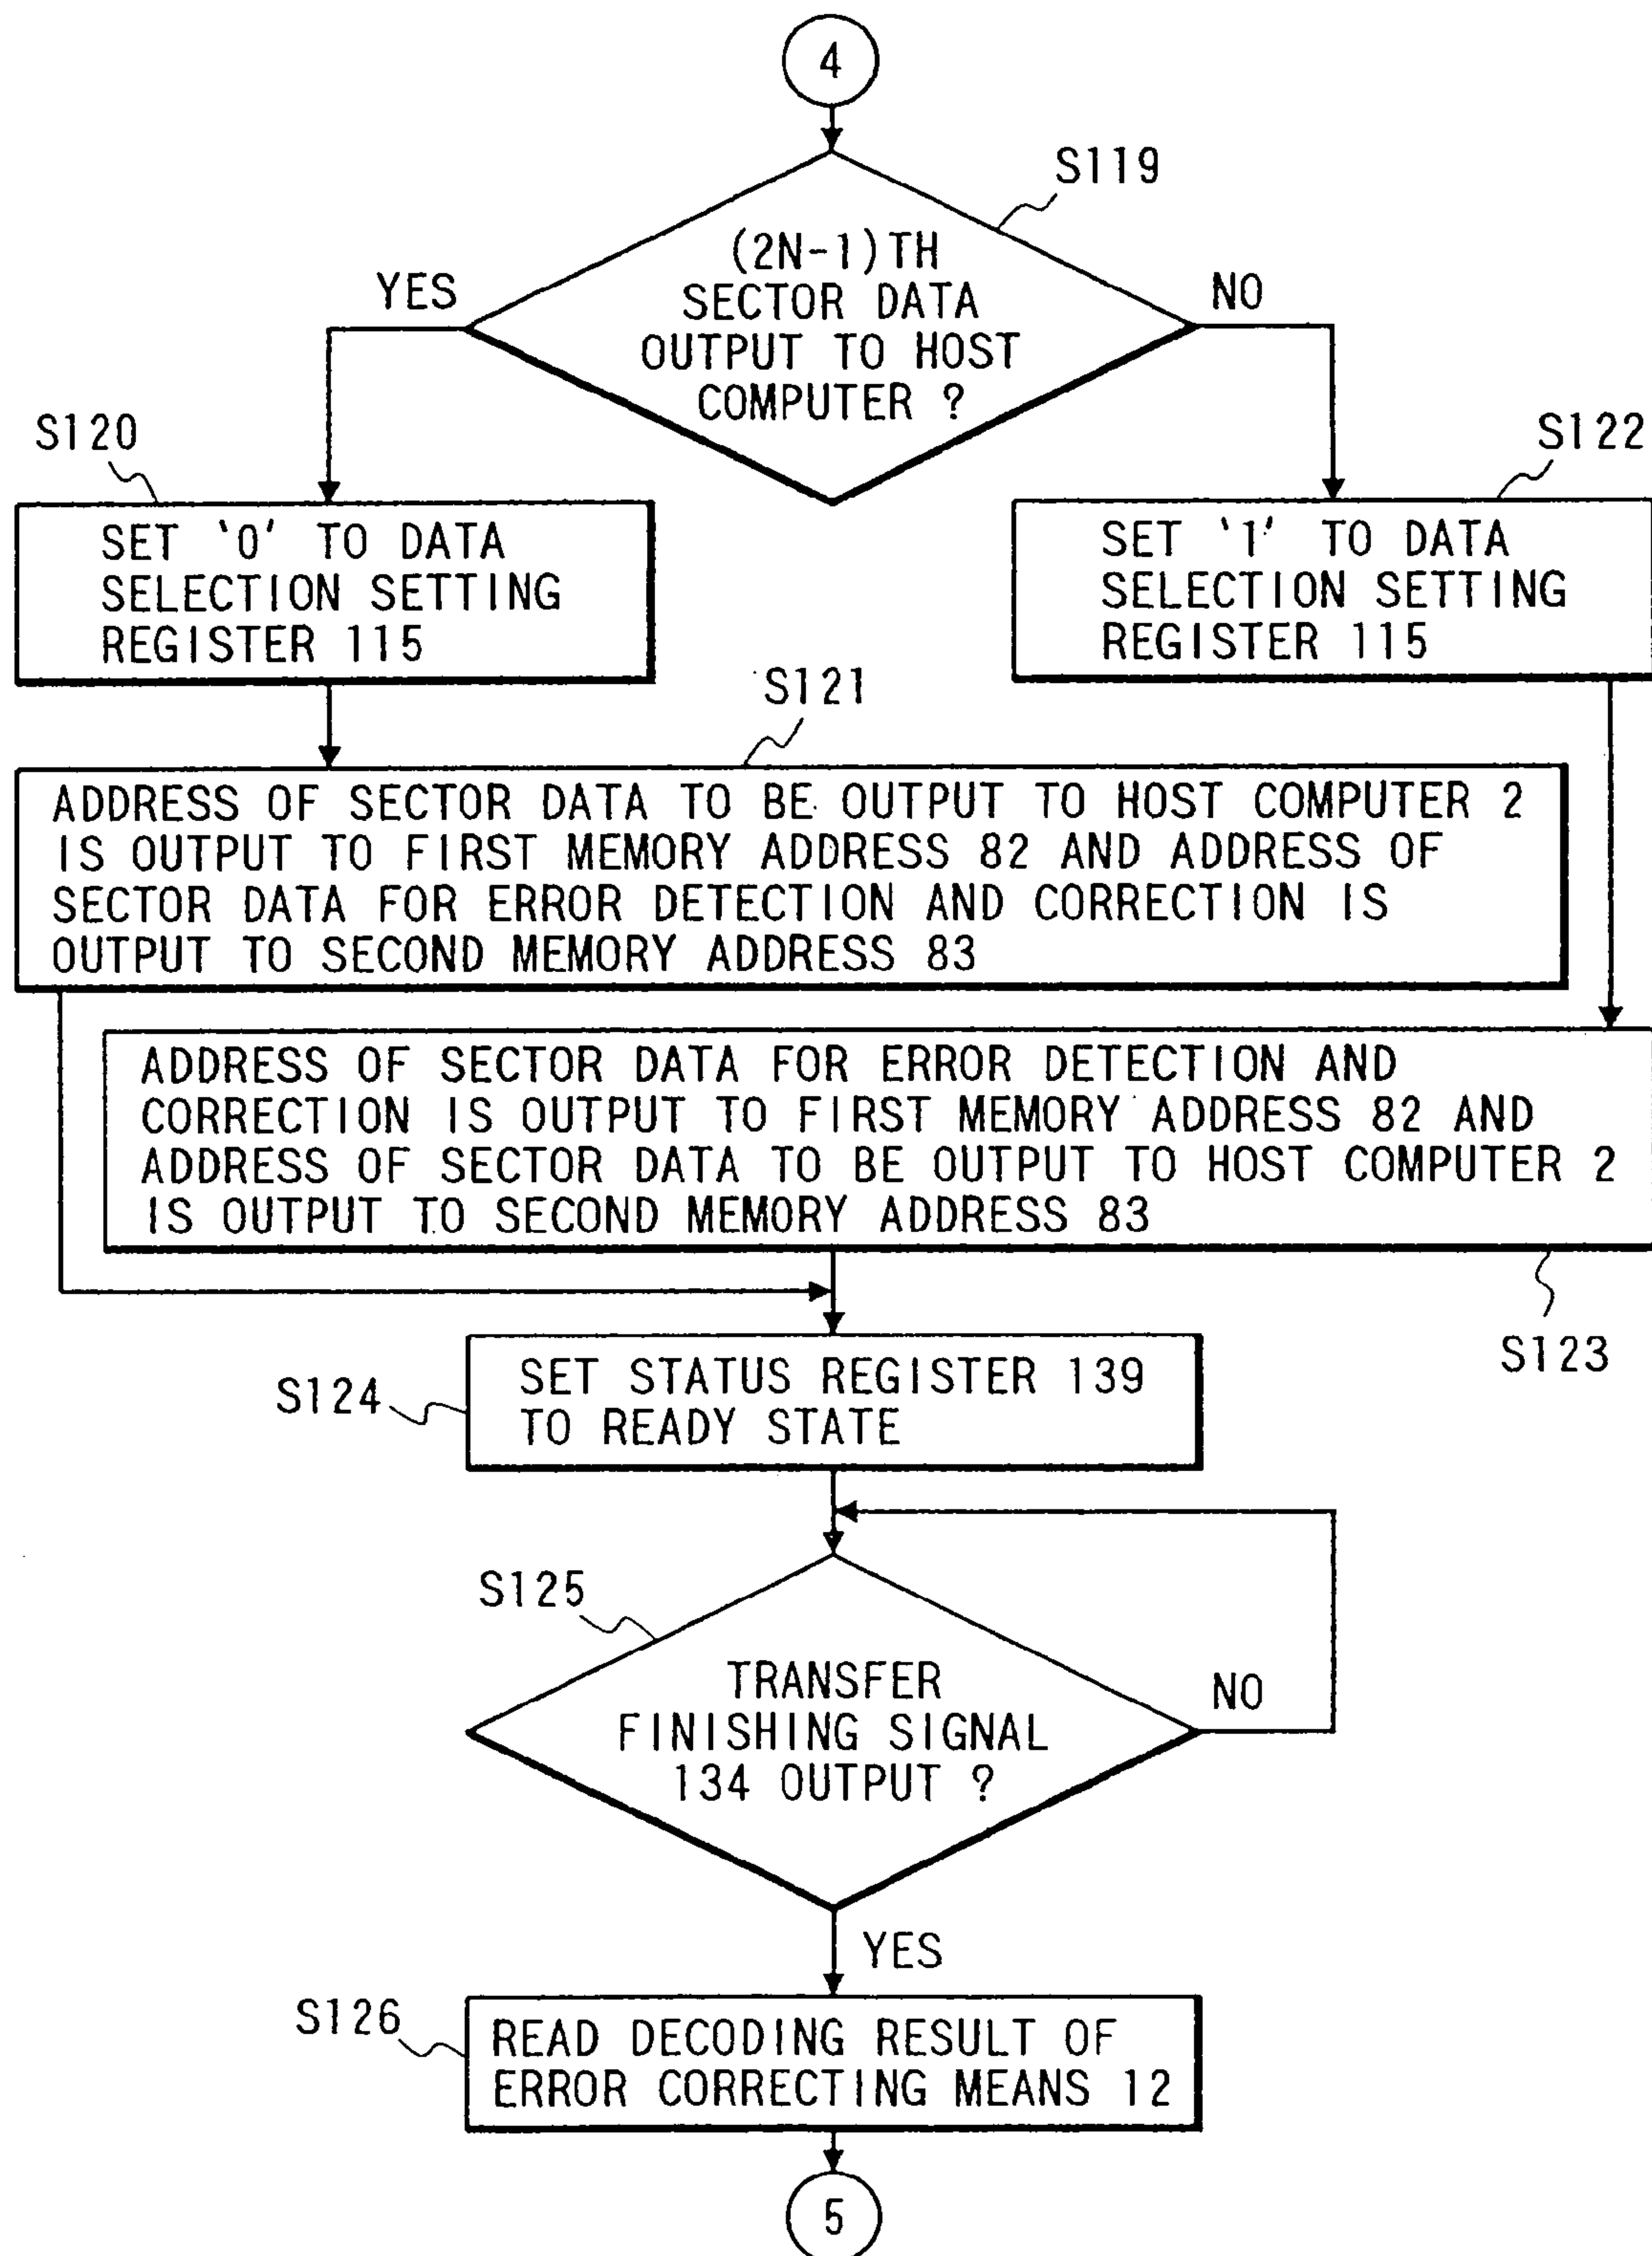 4
S119
(2N-1)TH
SECTOR DATA
OUTPUT TO HOST
COMPUTER ?
YES
NO
S120
SET '0' TO DATA
SELECTION SETTING
REGISTER 115
S122
SET '1' TO DATA
SELECTION SETTING
REGISTER 115
S121
ADDRESS OF SECTOR DATA TO BE OUTPUT TO HOST COMPUTER 2
IS OUTPUT TO FIRST MEMORY ADDRESS 82 AND ADDRESS OF
SECTOR DATA FOR ERROR DETECTION AND CORRECTION IS
OUTPUT TO SECOND MEMORY ADDRESS 83
ADDRESS OF SECTOR DATA FOR ERROR DETECTION AND
CORRECTION IS OUTPUT TO FIRST MEMORY ADDRESS 82 AND
ADDRESS OF SECTOR DATA TO BE OUTPUT TO HOST COMPUTER 2
IS OUTPUT TO SECOND MEMORY ADDRESS 83
S123
S124
SET STATUS REGISTER 139
TO READY STATE
S125
TRANSFER
FINISHING SIGNAL
134 OUTPUT ?
NO
YES
S126
READ DECODING RESULT OF
ERROR CORRECTING MEANS 12
5